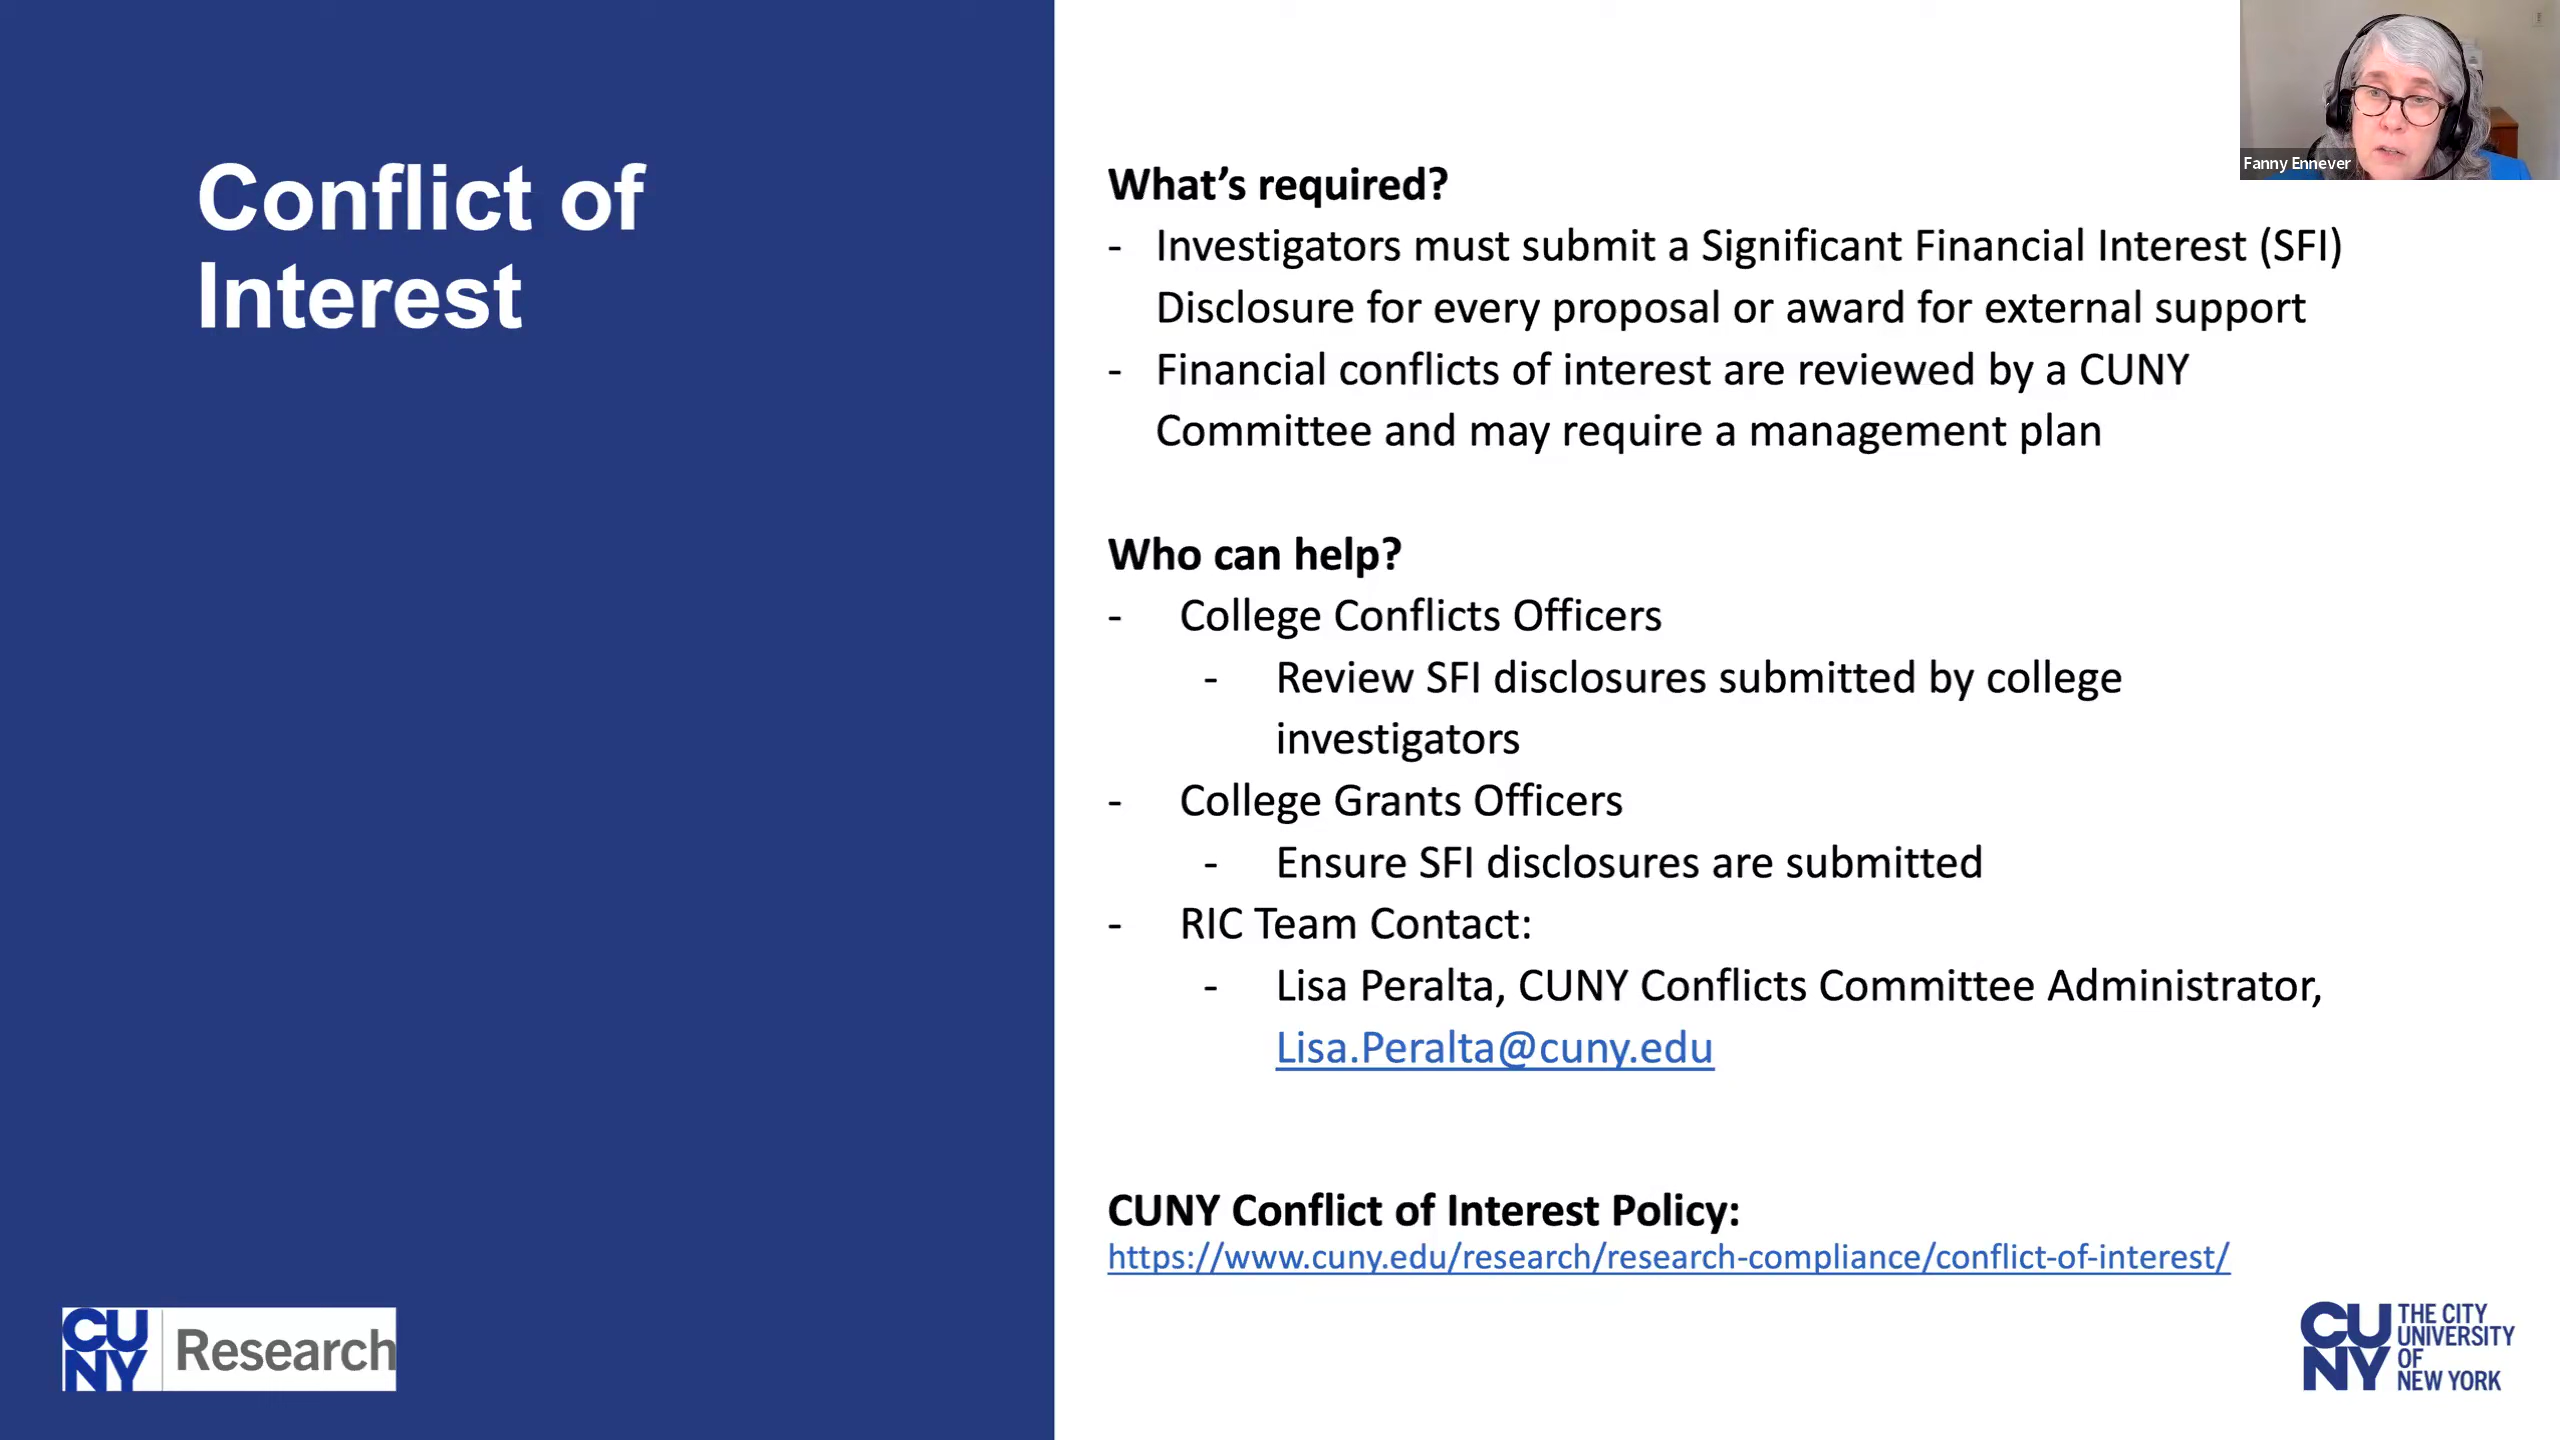 Conflict of
Interest
Fanny Ennever
What’s required?
- Investigators must submit a Significant Financial Interest (SFI)
Disclosure for every proposal or award for external support
- Financial conflicts of interest are reviewed by a CUNY
Committee and may require a management plan
Who can help?
- College Conflicts Officers
- Review SFI disclosures submitted by college
investigators
- College Grants Officers
- Ensure SFI disclosures are submitted
- RIC Team Contact:
- Lisa Peralta, CUNY Conflicts Committee Administrator,
Lisa.Peralta@cuny.edu
CUNY Conflict of Interest Policy:
https://www.cuny.edu/research/research-compliance/conflict-of-interest/
CU
NY
Research
CU
NY
THE CITY
UNIVERSITY
OF
NEW YORK